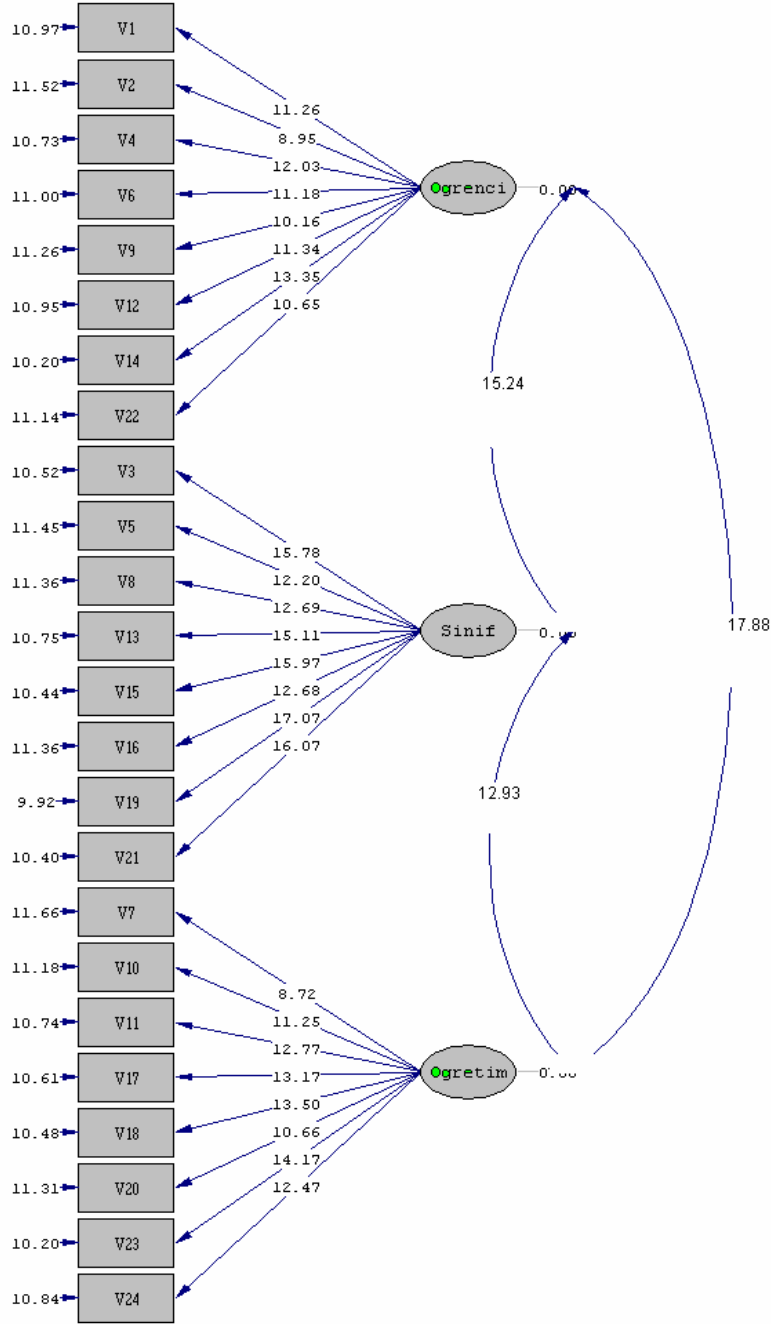 10.97 V1
11.52 V2
11.26
8.95
10.73 V4
12.03
11.00 V6
11.18
Ogrenci 0.00
10.16
11.26 V9
11.34
13.35
10.95 V12
10.65
10.20 V14
15.24
11.14 V22
10.52 V3
11.45 V5
15.78
11.36 V8
12.20
12.69
10.75 V13
15.11
Sinif
17.88
15.97
10.44 V15
12.68
17.07
11.36 V16
16.07
9.92 V19
12.93
10.40 V21
11.66 V7
11.18 V10
8.72
11.25
10.74 V11
12.77
10.61 V17
13.17
Ogretim
13.50
10.48 V18
10.66
14.17
11.31 V20
12.47
10.20 V23
10.84 V24